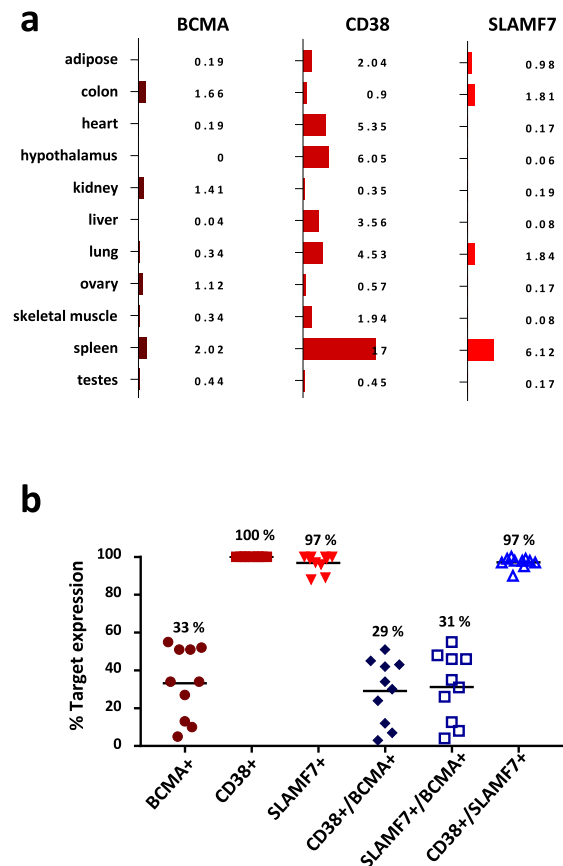 a
BCMA CD38 SLAMF7
adipose 0.19 2.04 0.98
colon 1.66 0.9 1.81
heart 0.19 5.35 0.17
hypothalamus 0 6.05 0.06
kidney 1.41 0.35 0.19
liver 0.04 3.56 0.08
lung 0.34 4.53 1.84
ovary 1.12 0.57 0.17
skeletal muscle 0.34 1.94 0.08
spleen 2.02 17 6.12
testes 0.44 0.45 0.17
b
% Target expression
100
80
60
40
20
0
33 %
100 %
97 %
29 %
31 %
97 %
BCMA+
CD38+
SLAMF7+
CD38+/BCMA+
SLAMF7+/BCMA+
CD38+/SLAMF7+